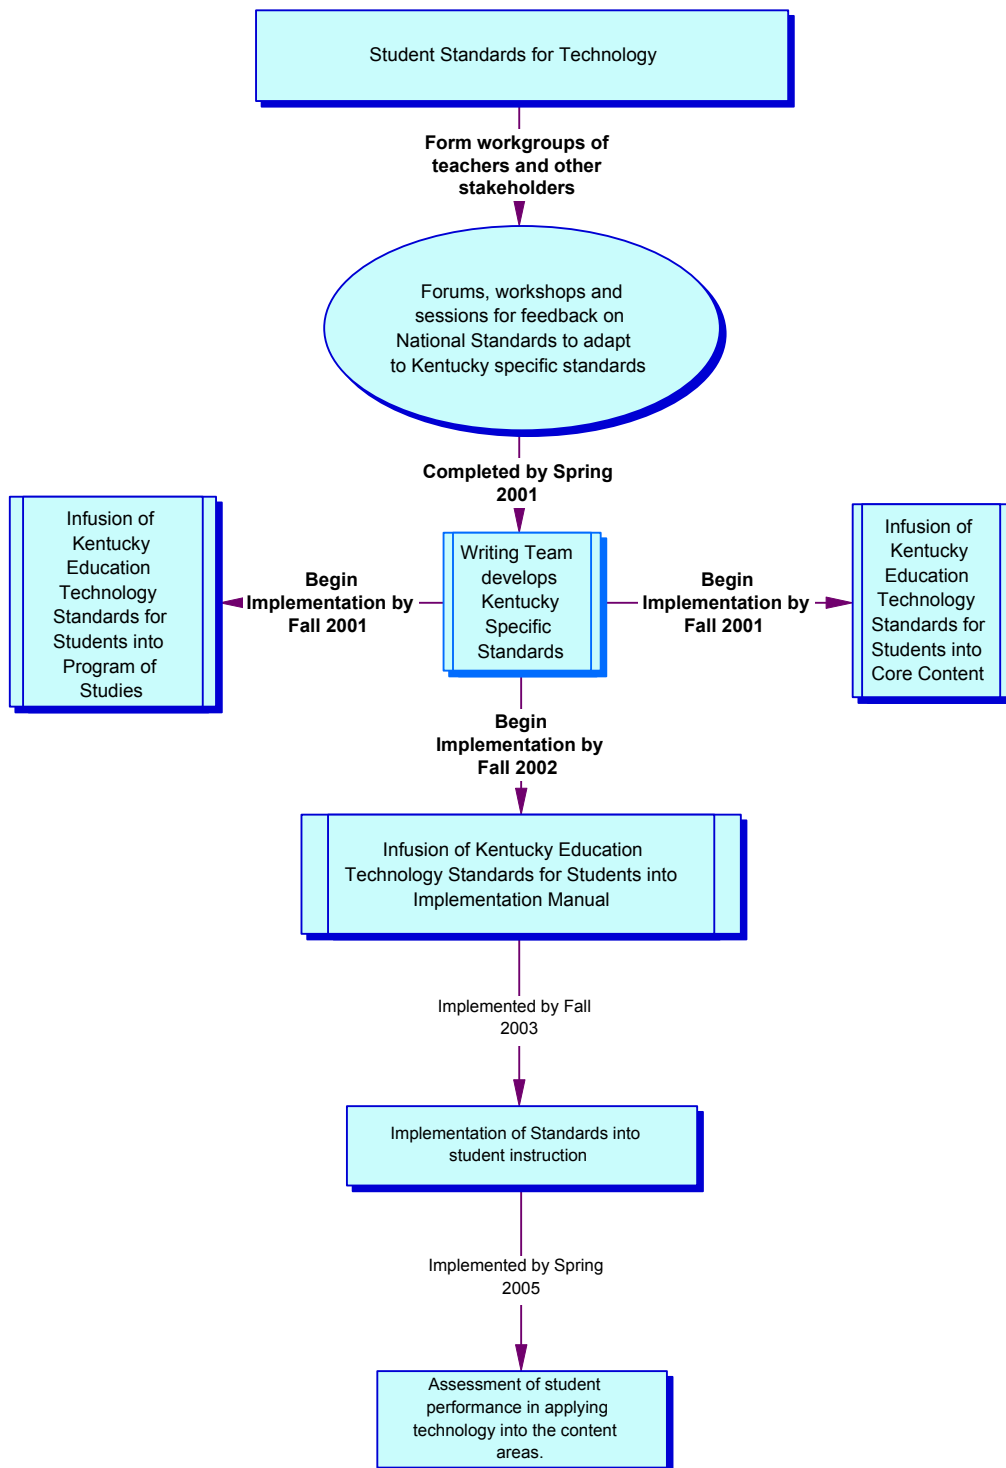 Student Standards for Technology
Form workgroups of
teachers and other
stakeholders
Forums, workshops and
sessions for feedback on
National Standards to adapt
to Kentucky specific standards
Completed by Spring
2001
Infusion of
Kentucky
Education
Technology
Standards for
Students into
Program of
Studies
Begin
Implementation by
Fall 2001
Writing Team
develops
Kentucky
Specific
Standards
Begin
Implementation by
Fall 2001
Infusion of
Kentucky
Education
Technology
Standards for
Students into
Core Content
Begin
Implementation by
Fall 2002
Infusion of Kentucky Education
Technology Standards for Students into
Implementation Manual
Implemented by Fall
2003
Implementation of Standards into
student instruction
Implemented by Spring
2005
Assessment of student
performance in applying
technology into the content
areas.